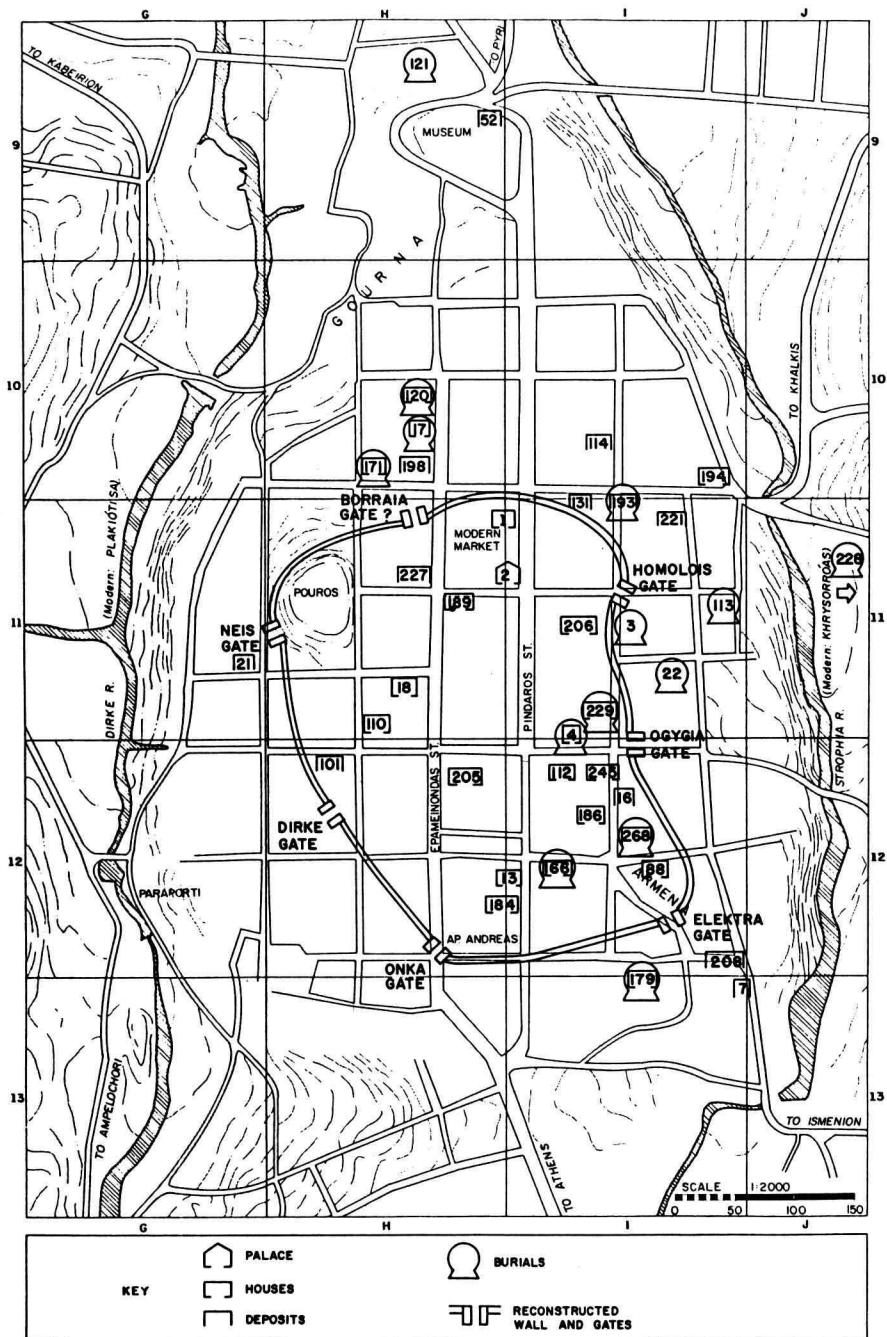 G H I J
TO KABEIRION
121
TO PYRI
52
MUSEUM
9 9
GOURNA
TO KHALKIS
10 10
120
17
171 198
114
194
BORRAIA
GATE ?
1
MODERN
MARKET
131 193
221
(Modern: PLAKIOTISSA)
POUROS
227
2
HOMOLOIS
GATE
228
(Modern: KHRYSORROAS)
11 11
NEIS
GATE
189
206
3
113
21
18
PINDAROS ST.
22
110
229
DIRKE R.
4
OGYGIA
GATE
STROPHIA R.
101
EPAMEINONDAS ST.
205
112
16
186
DIRKE
GATE
268
12 12
PARAPORTI
13
166
88
ARMENI
184
AP. ANDREAS
ELEKTRA
GATE
ONKA
GATE
208
179
7
13 13
TO AMPELOCHORI
TO ATHENS
TO ISMENION
SCALE 1:2000
0 50 100 150
G H I J
KEY
PALACE
HOUSES
DEPOSITS
BURIALS
RECONSTRUCTED
WALL AND GATES